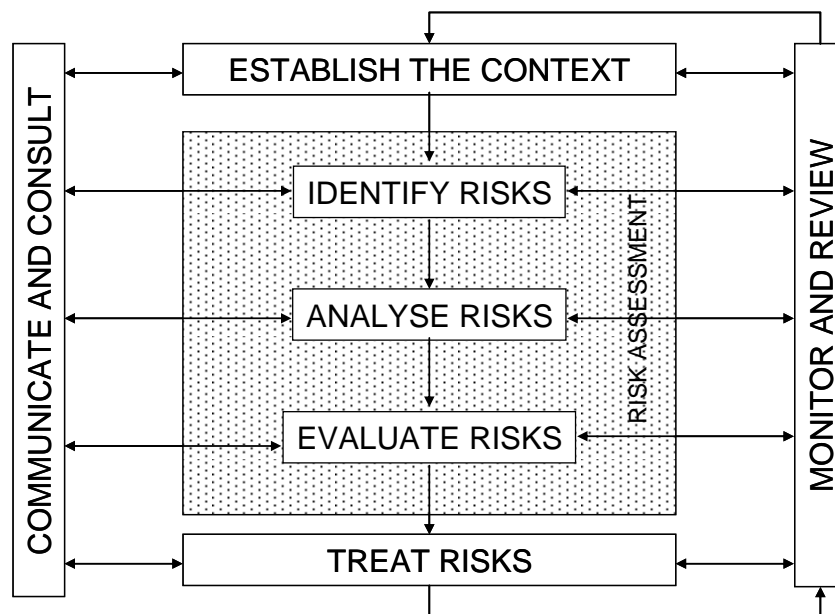 ESTABLISH THE CONTEXT
COMMUNICATE AND CONSULT
IDENTIFY RISKS
ANALYSE RISKS
EVALUATE RISKS
RISK ASSESSMENT
MONITOR AND REVIEW
TREAT RISKS